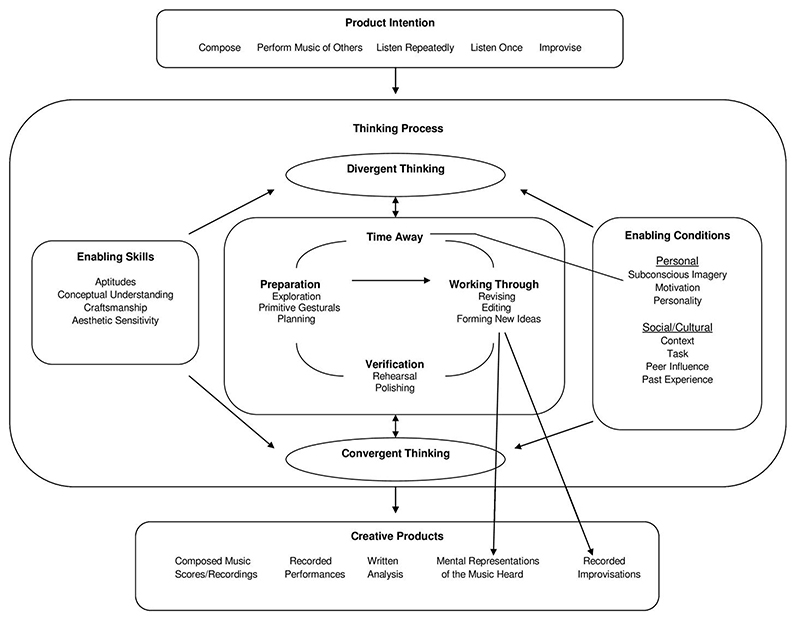 Product Intention
Compose Perform Music of Others Listen Repeatedly Listen Once Improvise
Thinking Process
Divergent Thinking
Enabling Skills
Aptitudes
Conceptual Understanding
Craftsmanship
Aesthetic Sensitivity
Time Away
Preparation
Exploration
Primitive Gesturals
Planning
Working Through
Revising
Editing
Forming New Ideas
Verification
Rehearsal
Polishing
Enabling Conditions
Personal
Subconscious Imagery
Motivation
Personality
Social/Cultural
Context
Task
Peer Influence
Past Experience
Convergent Thinking
Creative Products
Composed Music
Scores/Recordings
Recorded
Performances
Written
Analysis
Mental Representations
of the Music Heard
Recorded
Improvisations